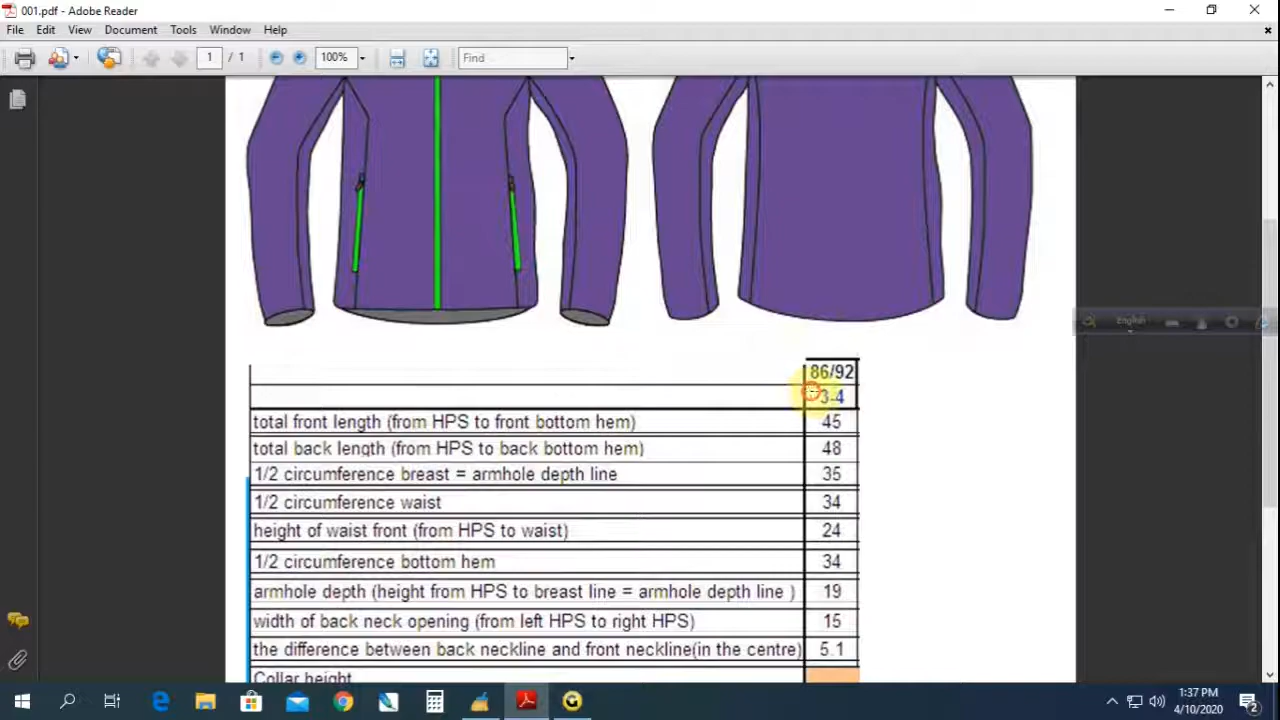 001.pdf - Adobe Reader
File Edit View Document Tools Window Help
1 / 1 100% Find
English
86/92
3-4
total front length (from HPS to front bottom hem) 45
total back length (from HPS to back bottom hem) 48
1/2 circumference breast = armhole depth line 35
1/2 circumference waist 34
height of waist front (from HPS to waist) 24
1/2 circumference bottom hem 34
armhole depth (height from HPS to breast line = armhole depth line ) 19
width of back neck opening (from left HPS to right HPS) 15
the difference between back neckline and front neckline(in the centre) 5.1
Collar height
1:37 PM
4/10/2020
2